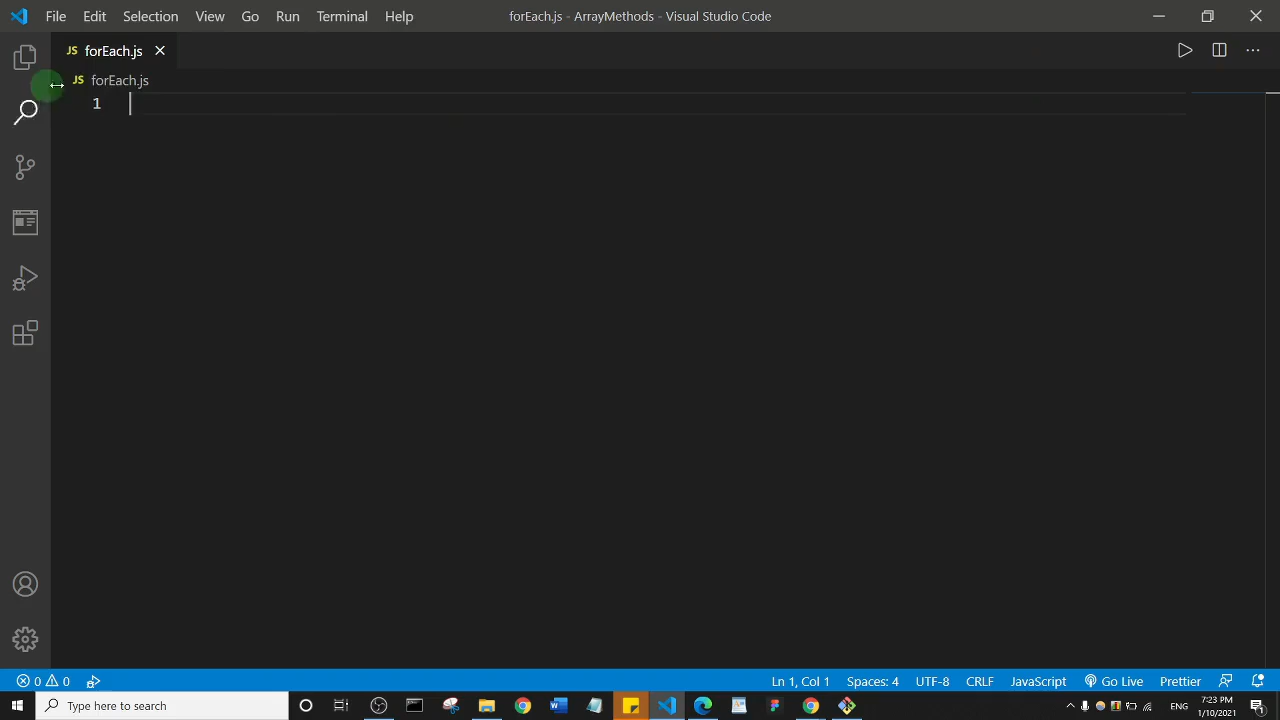 File Edit Selection View Go Run Terminal Help forEach.js - ArrayMethods - Visual Studio Code
JS forEach.js
JS forEach.js
1
0 0 Ln 1, Col 1 Spaces: 4 UTF-8 CRLF JavaScript Go Live Prettier
Type here to search ENG 7:23 PM
1/10/2021